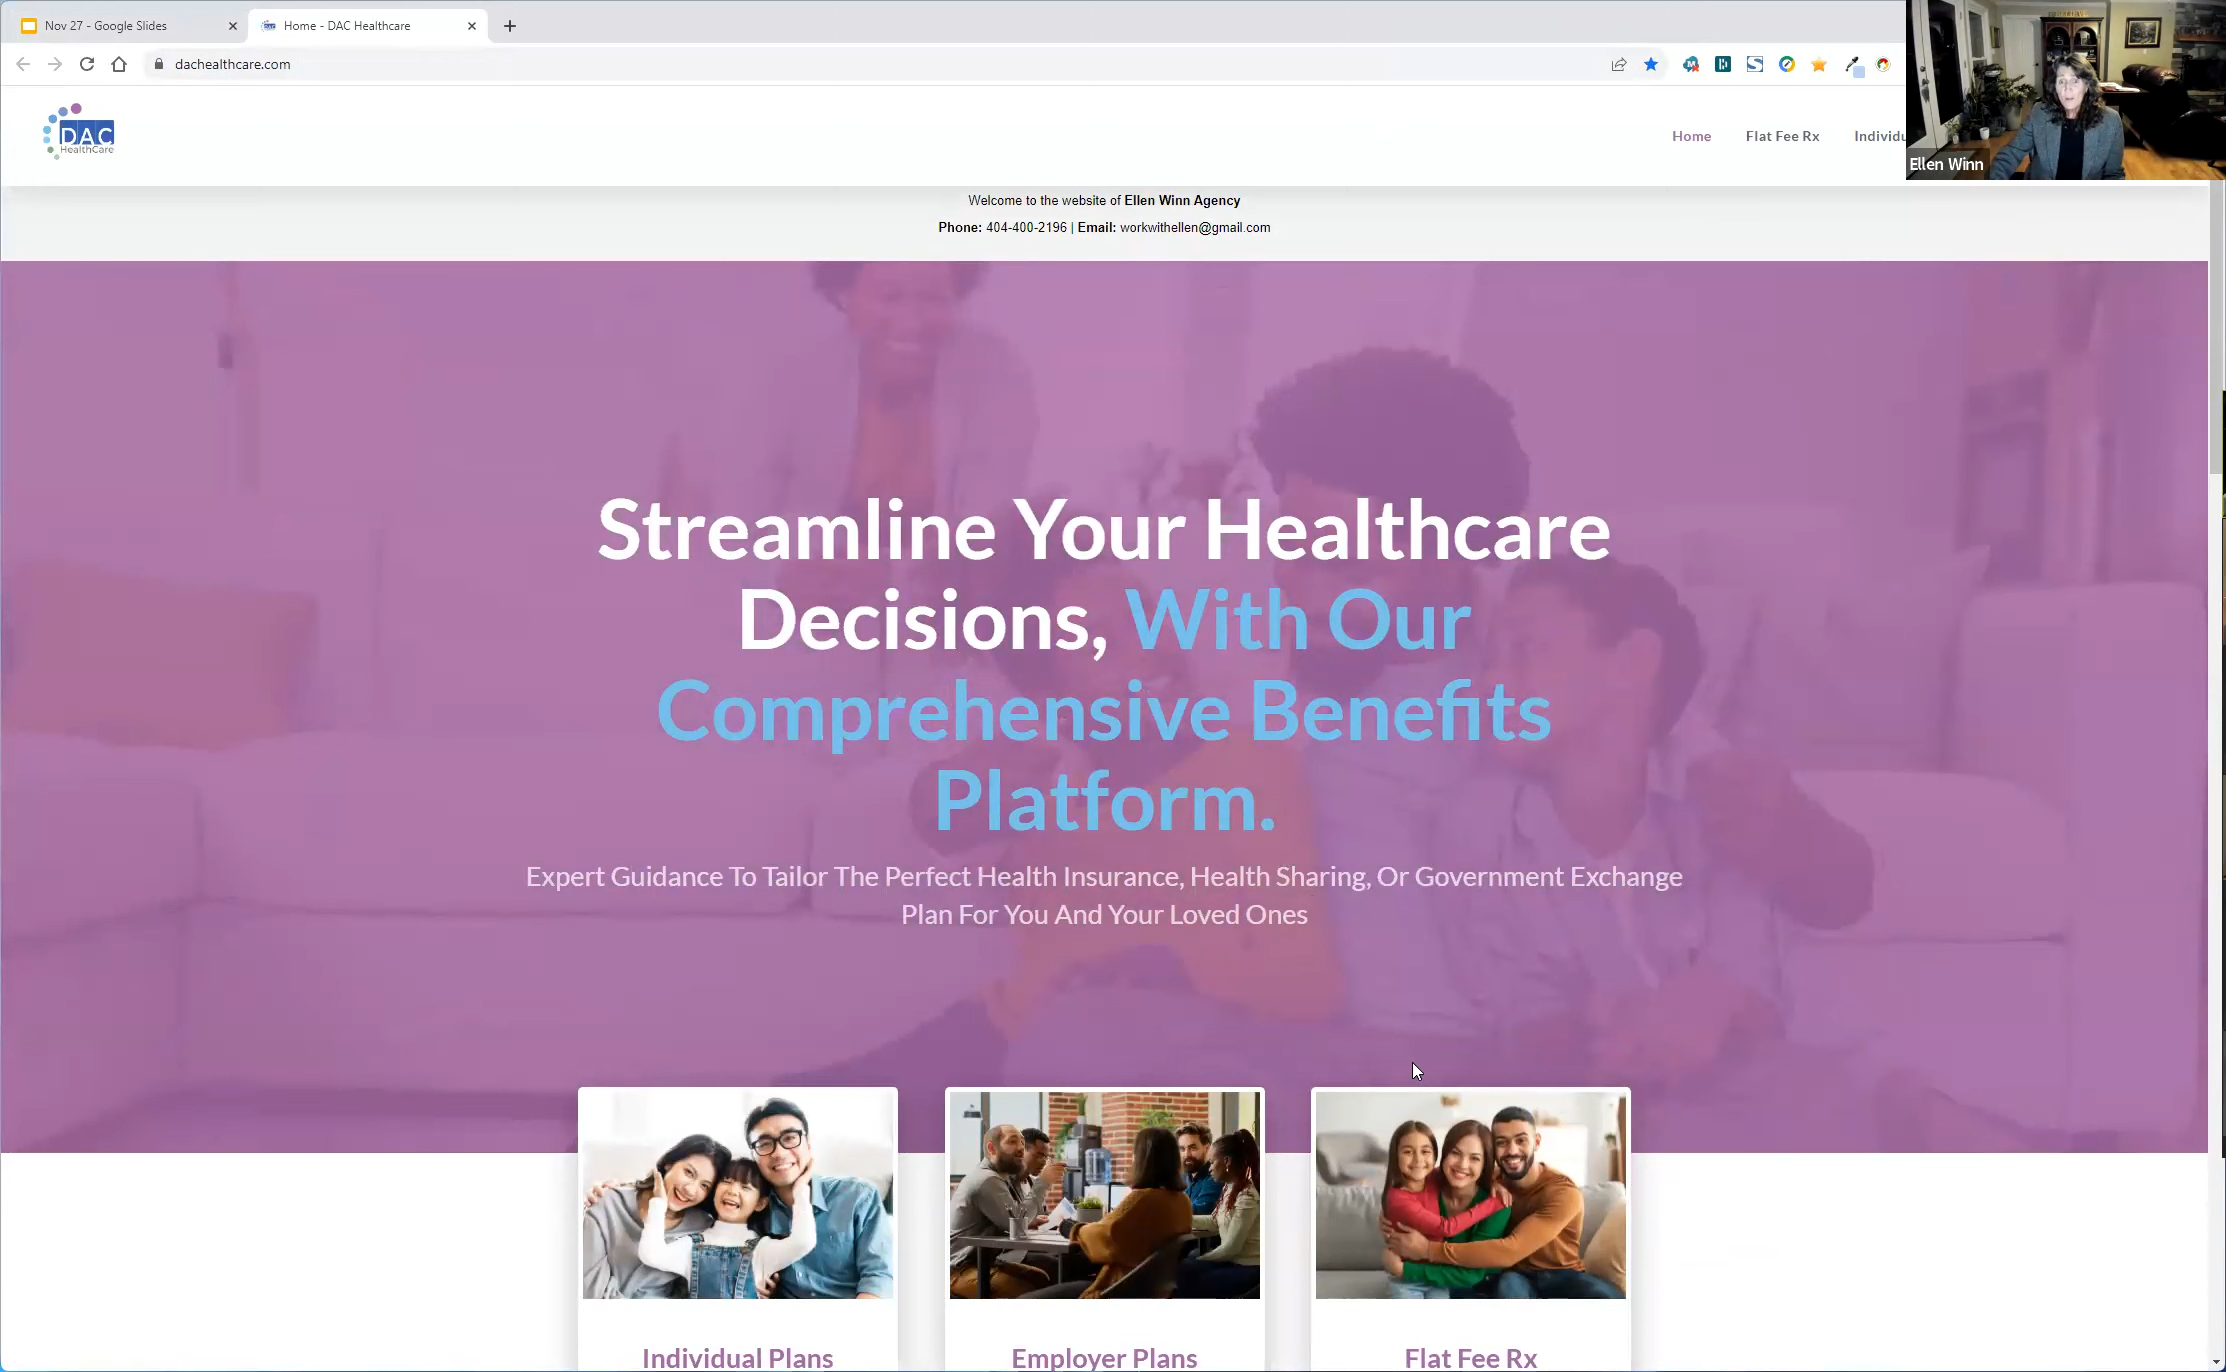 Nov 27 - Google Slides
Home - DAC Healthcare
dachealthcare.com
DAC
HealthCare
Home
Flat Fee Rx
Ellen Winn
Welcome to the website of Ellen Winn Agency
Phone: 404-400-2196 | Email: workwithellen@gmail.com
Streamline Your Healthcare
Decisions, With Our
Comprehensive Benefits
Platform.
Expert Guidance To Tailor The Perfect Health Insurance, Health Sharing, Or Government Exchange
Plan For You And Your Loved Ones
Individual Plans
Employer Plans
Flat Fee Rx